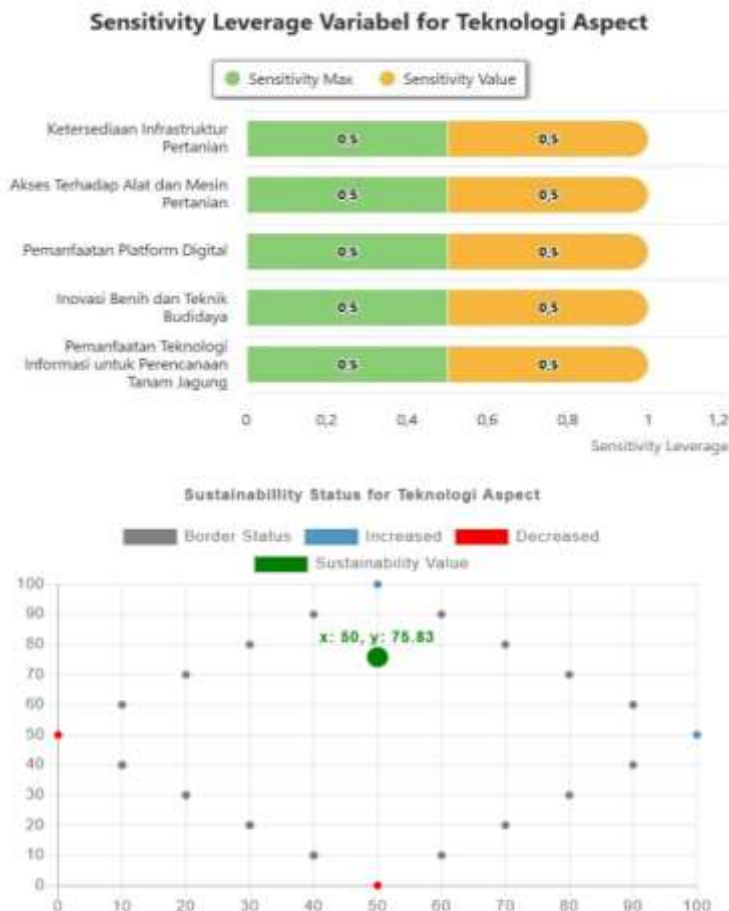 Sensitivity Leverage Variabel for Teknologi Aspect
Sensitivity Max
Sensitivity Value
Ketersediaan Infrastruktur
Pertanian
0,5
0,5
Akses Terhadap Alat dan Mesin
Pertanian
0,5
0,5
Pemanfaatan Platform Digital
0,5
0,5
Inovasi Benih dan Teknik
Budidaya
0,5
0,5
Pemanfaatan Teknologi
Informasi untuk Perencanaan
Tanam Jagung
0,5
0,5
0 0,2 0,4 0,6 0,8 1 1,2
Sensitivity Leverage
Sustainabillity Status for Teknologi Aspect
Border Status Increased Decreased
Sustainability Value
100
90
x: 50, y: 75.83
80
70
60
50
40
30
20
10
0
0 10 20 30 40 50 60 70 80 90 100